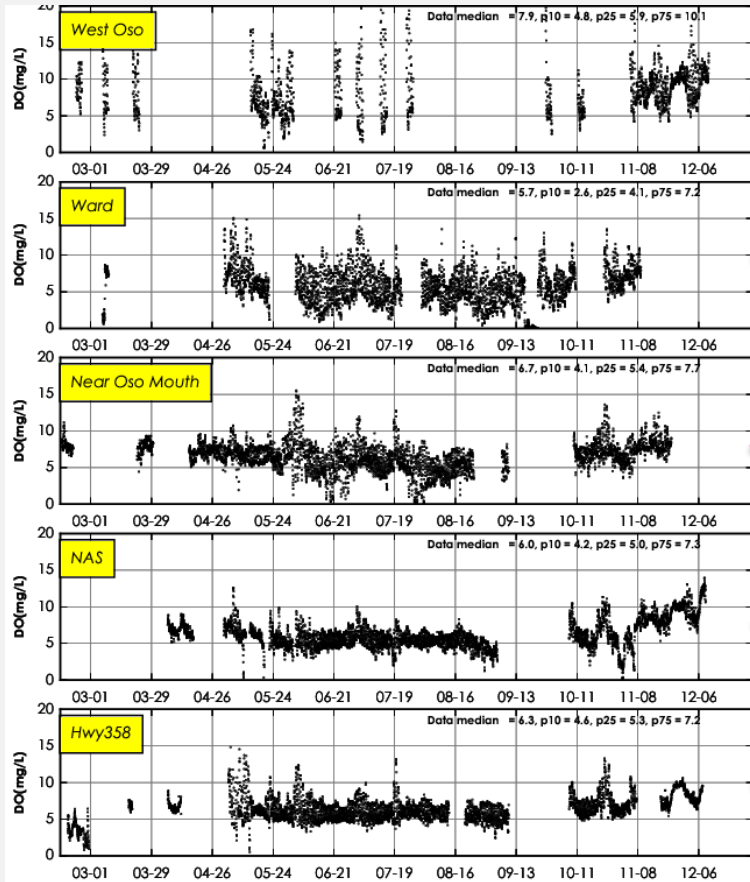 20
West Oso
Data median = 7.9, p10 = 4.8, p25 = 5.9, p75 = 10.1
15
DO(mg/L)
10
5
0
03-01 03-29 04-26 05-24 06-21 07-19 08-16 09-13 10-11 11-08 12-06
20
Ward
Data median = 5.7, p10 = 2.6, p25 = 4.1, p75 = 7.2
15
DO(mg/L)
10
5
0
03-01 03-29 04-26 05-24 06-21 07-19 08-16 09-13 10-11 11-08 12-06
20
Near Oso Mouth
Data median = 6.7, p10 = 4.1, p25 = 5.4, p75 = 7.7
15
DO(mg/L)
10
5
0
03-01 03-29 04-26 05-24 06-21 07-19 08-16 09-13 10-11 11-08 12-06
20
NAS
Data median = 6.0, p10 = 4.2, p25 = 5.0, p75 = 7.3
15
DO(mg/L)
10
5
0
03-01 03-29 04-26 05-24 06-21 07-19 08-16 09-13 10-11 11-08 12-06
20
Hwy358
Data median = 6.3, p10 = 4.6, p25 = 5.3, p75 = 7.2
15
DO(mg/L)
10
5
0
03-01 03-29 04-26 05-24 06-21 07-19 08-16 09-13 10-11 11-08 12-06